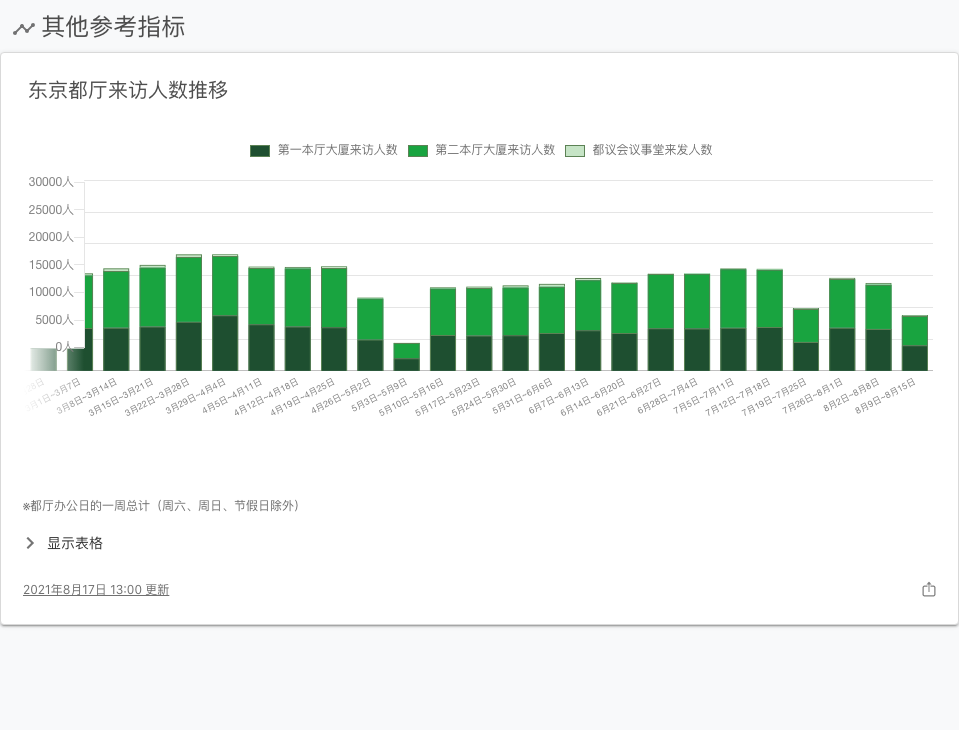 其他参考指标
东京都厅来访人数推移
第一本厅大厦来访人数 第二本厅大厦来访人数 都议会议事堂来发人数
30000人
25000人
20000人
15000人
10000人
5000人
0人
3月1日~3月7日
3月8日~3月14日
3月15日~3月21日
3月22日~3月28日
3月29日~4月4日
4月5日~4月11日
4月12日~4月18日
4月19日~4月25日
4月26日~5月2日
5月3日~5月9日
5月10日~5月16日
5月17日~5月23日
5月24日~5月30日
5月31日~6月6日
6月7日~6月13日
6月14日~6月20日
6月21日~6月27日
6月28日~7月4日
7月5日~7月11日
7月12日~7月18日
7月19日~7月25日
7月26日~8月1日
8月2日~8月8日
8月9日~8月15日
※都厅办公日的一周总计（周六、周日、节假日除外）
显示表格
2021年8月17日 13:00 更新